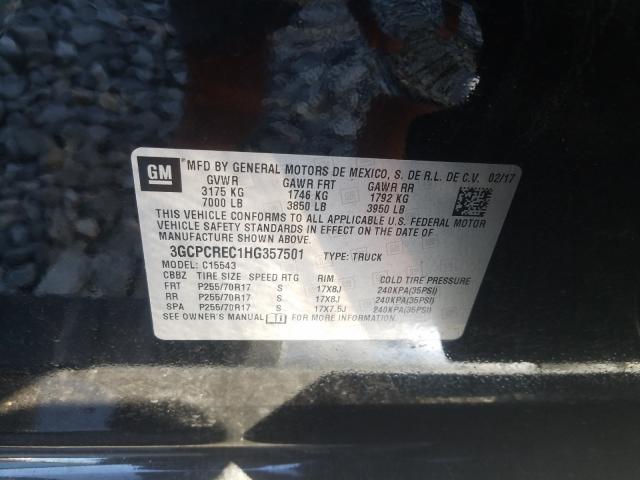 GM MFD BY GENERAL MOTORS DE MEXICO, S. DE R.L. DE C.V. 02/17
GVWR GAWR FRT GAWR RR
3175 KG 1746 KG 1792 KG
7000 LB 3850 LB 3950 LB
THIS VEHICLE CONFORMS TO ALL APPLICABLE U.S. FEDERAL MOTOR
VEHICLE SAFETY STANDARDS IN EFFECT ON THE DATE OF
MANUFACTURE SHOWN ABOVE.
3GCPCREC1HG357501 TYPE: TRUCK
MODEL: C15543
CBBZ TIRE SIZE SPEED RTG RIM COLD TIRE PRESSURE
FRT P255/70R17 S 17X8J 240KPA(35PSI)
RR P255/70R17 S 17X8J 240KPA(35PSI)
SPA P255/70R17 S 17X7.5J 240KPA(35PSI)
SEE OWNER'S MANUAL FOR MORE INFORMATION